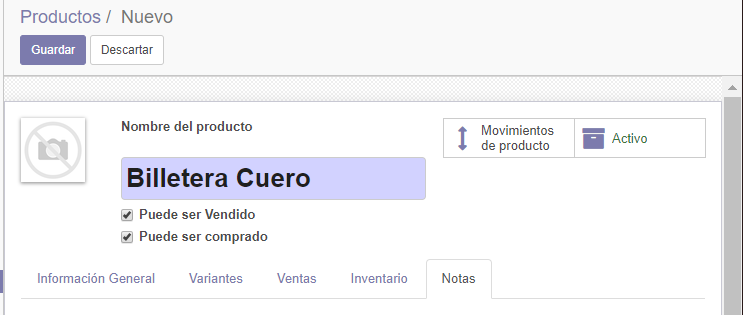 Productos / Nuevo
Guardar Descartar
Nombre del producto
Movimientos de producto
Activo
Billetera Cuero
Puede ser Vendido
Puede ser comprado
Información General Variantes Ventas Inventario Notas